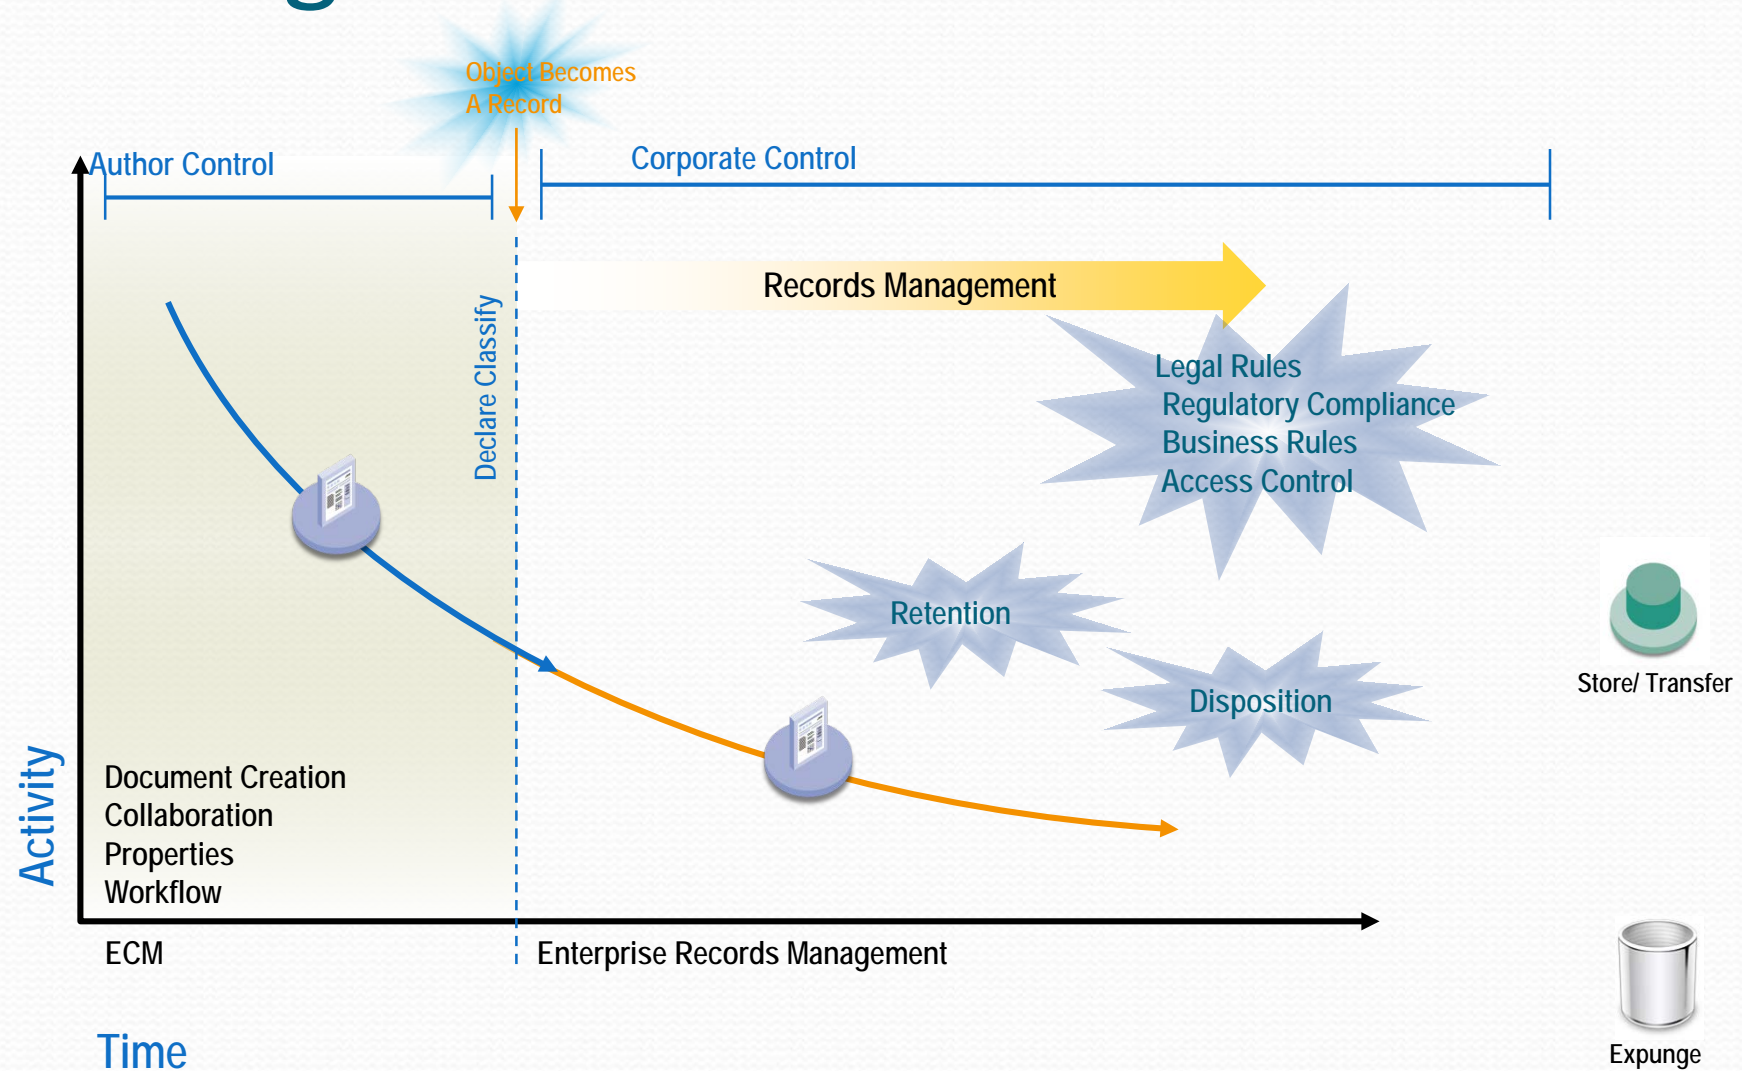 Object Becomes
A Record
Author Control
Corporate Control
Records Management
Declare Classify
Legal Rules
Regulatory Compliance
Business Rules
Access Control
Retention
Disposition
Store/ Transfer
Activity
Document Creation
Collaboration
Properties
Workflow
ECM
Enterprise Records Management
Time
Expunge